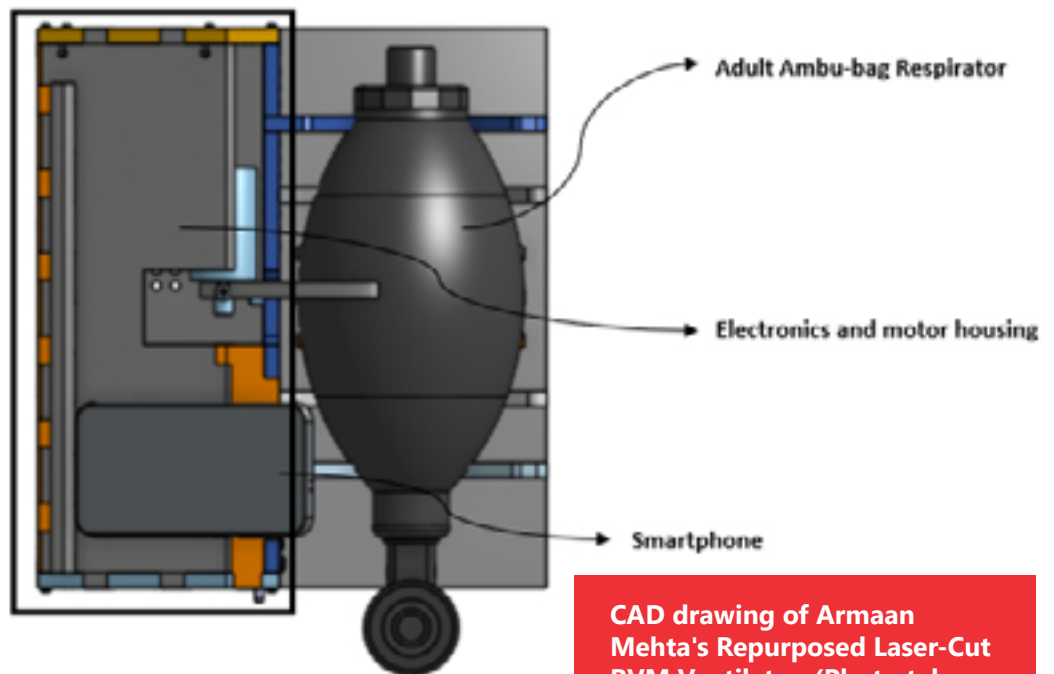 Adult Ambu-bag Respirator
Electronics and motor housing
Smartphone
CAD drawing of Armaan
Mehta's Repurposed Laser-Cut